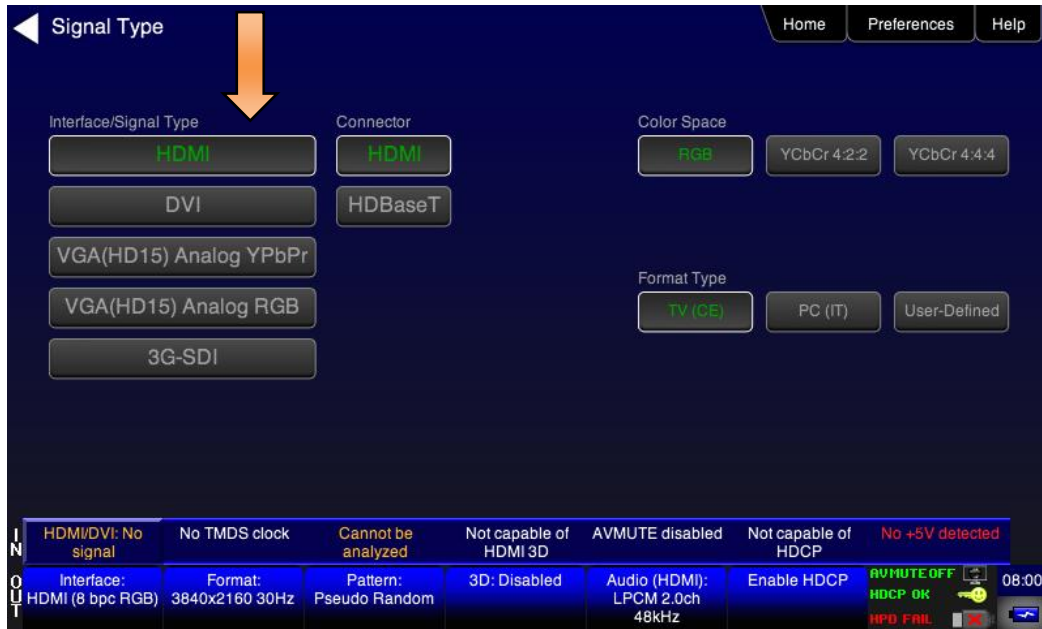 Signal Type
Home
Preferences
Help
Interface/Signal Type
Connector
Color Space
HDMI
HDMI
RGB
YCbCr 4:2:2
YCbCr 4:4:4
DVI
HDBaseT
VGA(HD15) Analog YPbPr
Format Type
VGA(HD15) Analog RGB
TV (CE)
PC (IT)
User-Defined
3G-SDI
IN
HDMI/DVI: No
signal
No TMDS clock
Cannot be
analyzed
Not capable of
HDMI 3D
AVMUTE disabled
Not capable of
HDCP
No +5V detected
OUT
Interface:
HDMI (8 bpc RGB)
Format:
3840x2160 30Hz
Pattern:
Pseudo Random
3D: Disabled
Audio (HDMI):
LPCM 2.0ch
48kHz
Enable HDCP
AVMUTE OFF
HDCP OK
HPD FAIL
08:00